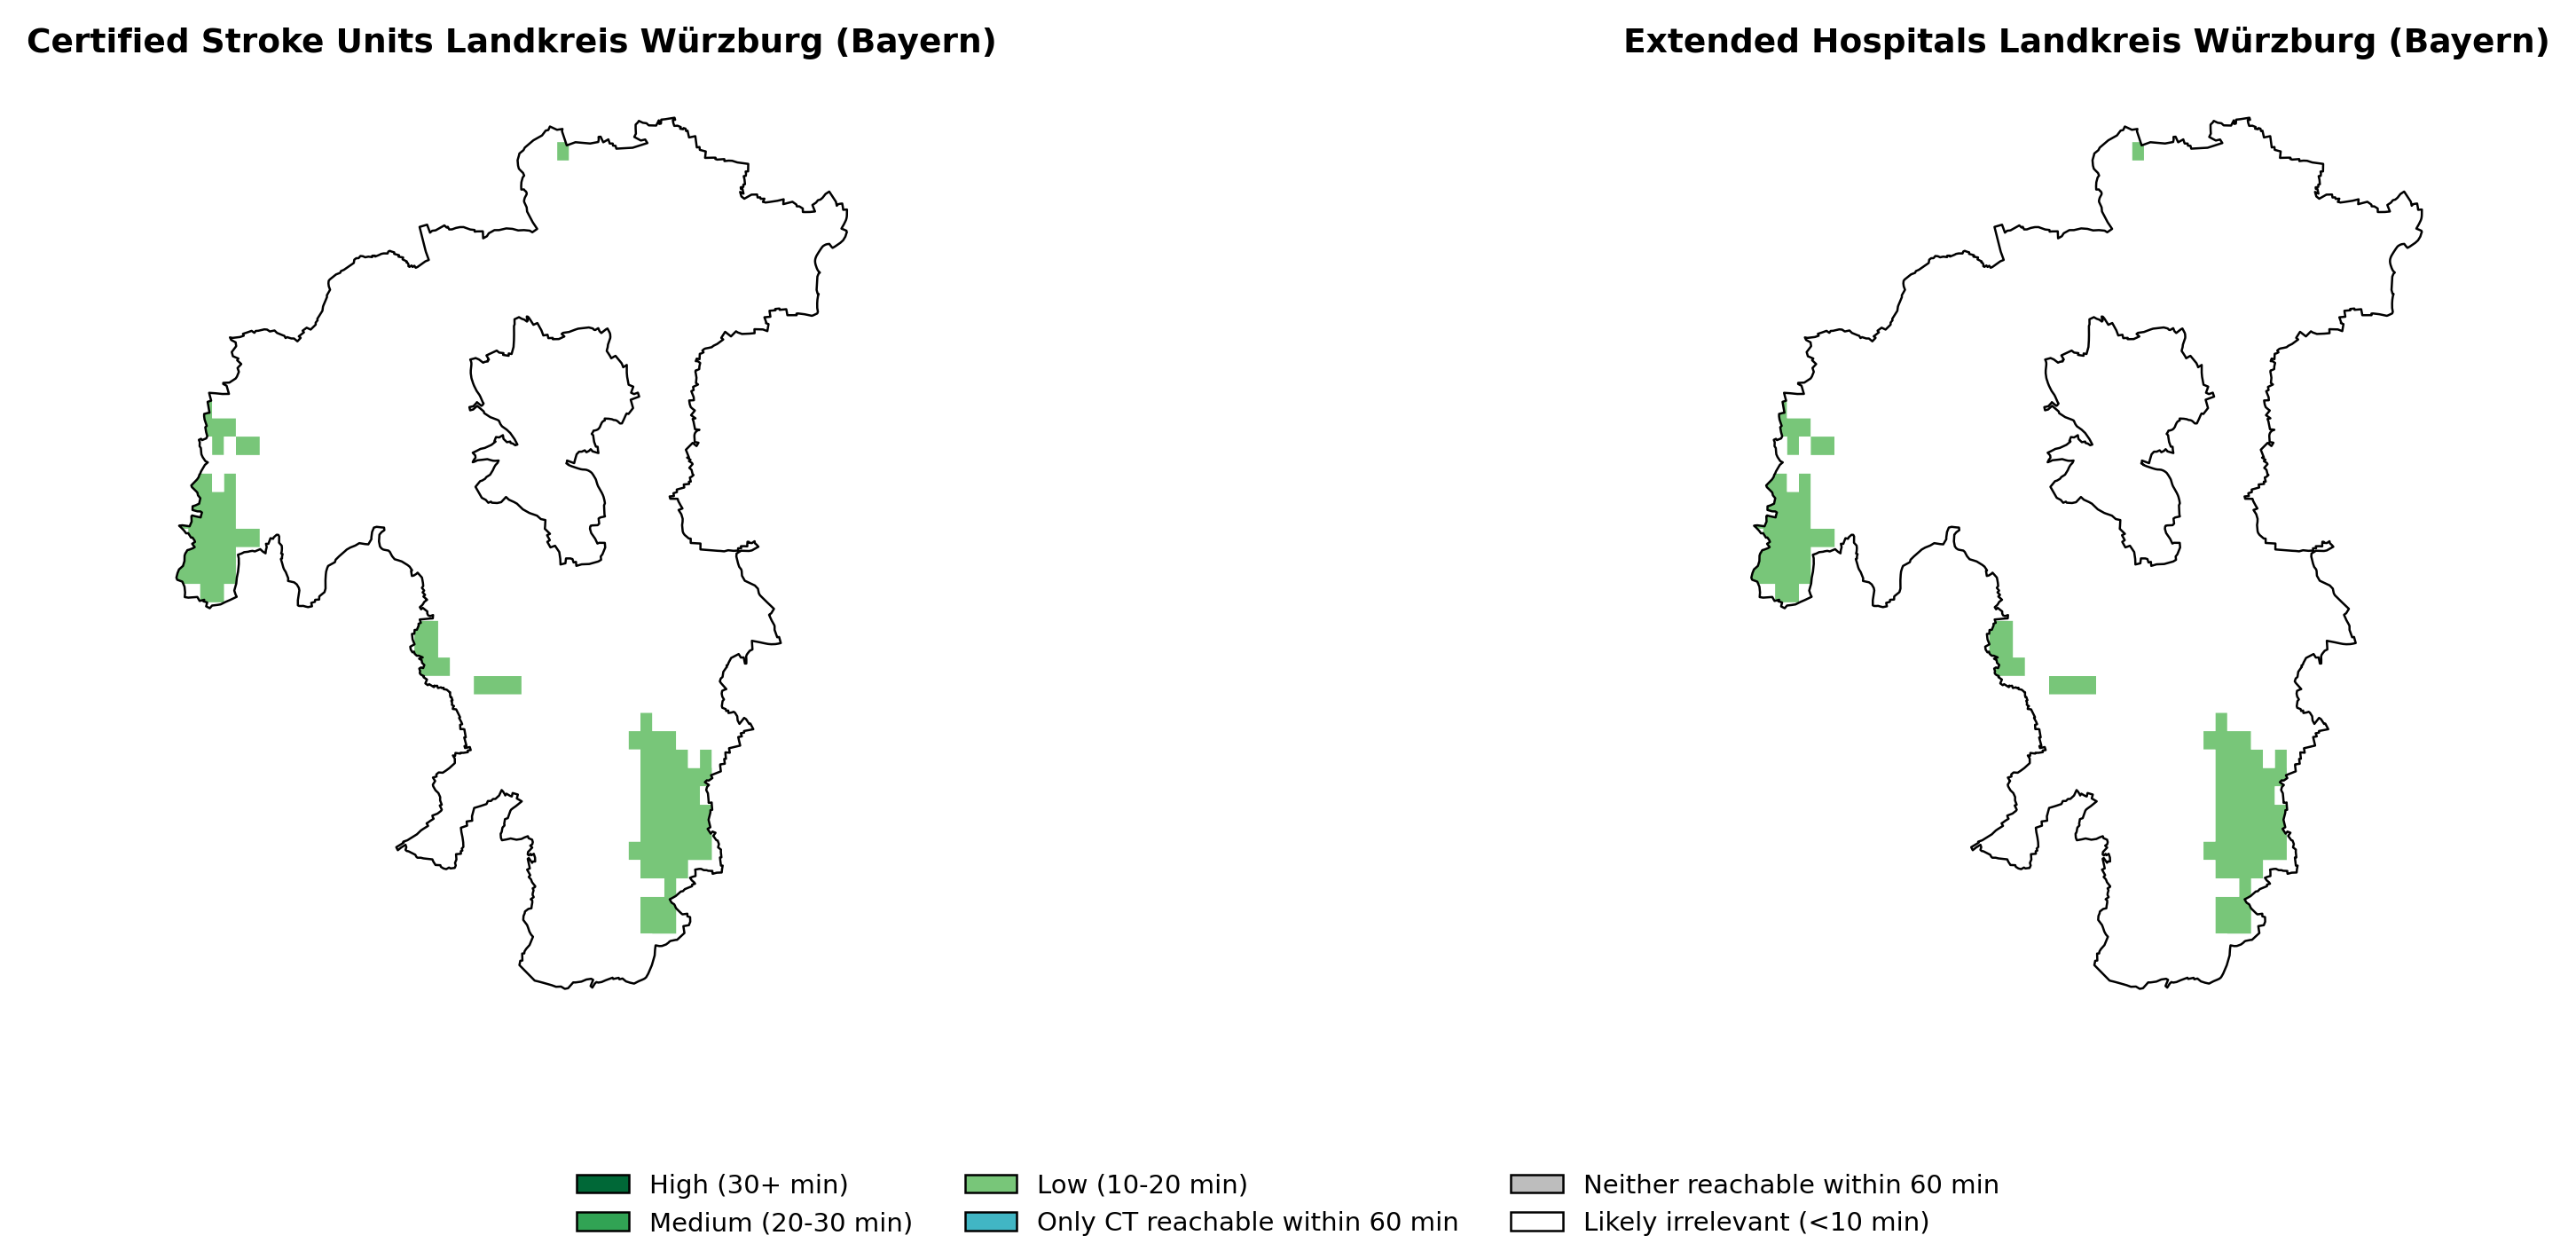 Certified Stroke Units Landkreis Würzburg (Bayern)
Extended Hospitals Landkreis Würzburg (Bayern)
High (30+ min)
Medium (20-30 min)
Low (10-20 min)
Only CT reachable within 60 min
Neither reachable within 60 min
Likely irrelevant (<10 min)